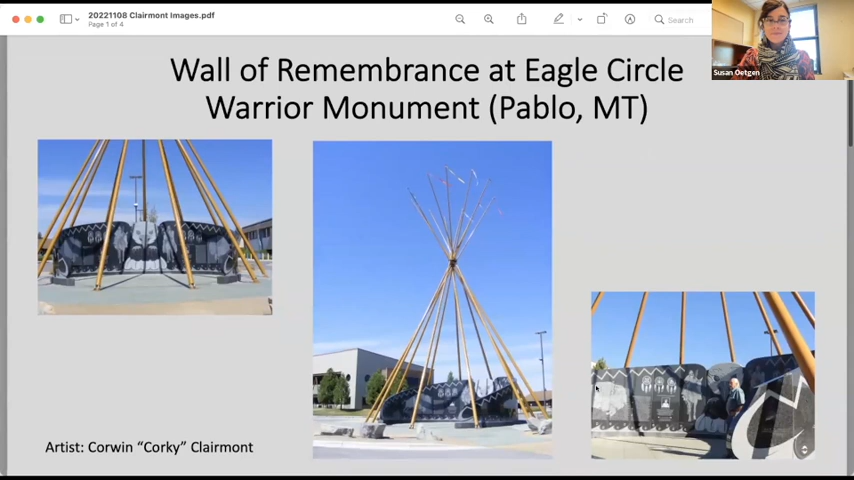 20221108 Clairmont Images.pdf
Page 1 of 4
Search
Susan Oetgen
Wall of Remembrance at Eagle Circle
Warrior Monument (Pablo, MT)
Artist: Corwin “Corky” Clairmont